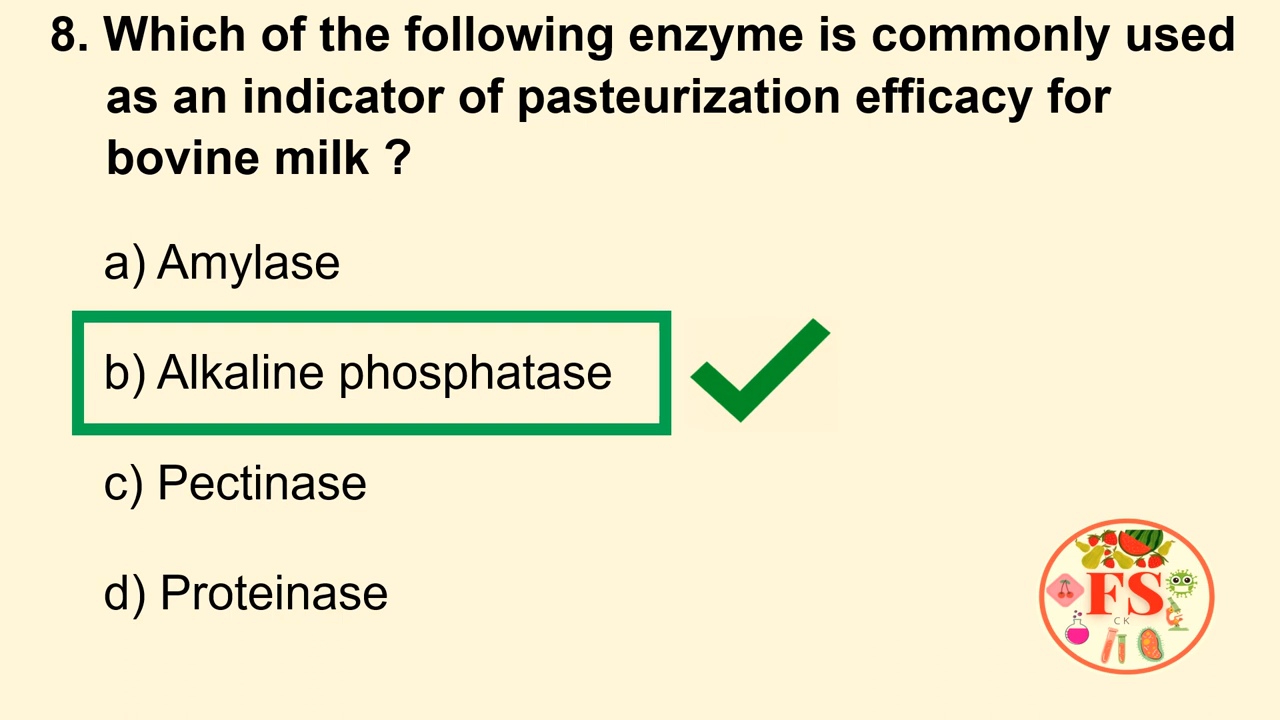 8. Which of the following enzyme is commonly used
as an indicator of pasteurization efficacy for
bovine milk ?
a) Amylase
b) Alkaline phosphatase
c) Pectinase
d) Proteinase
FS
CK